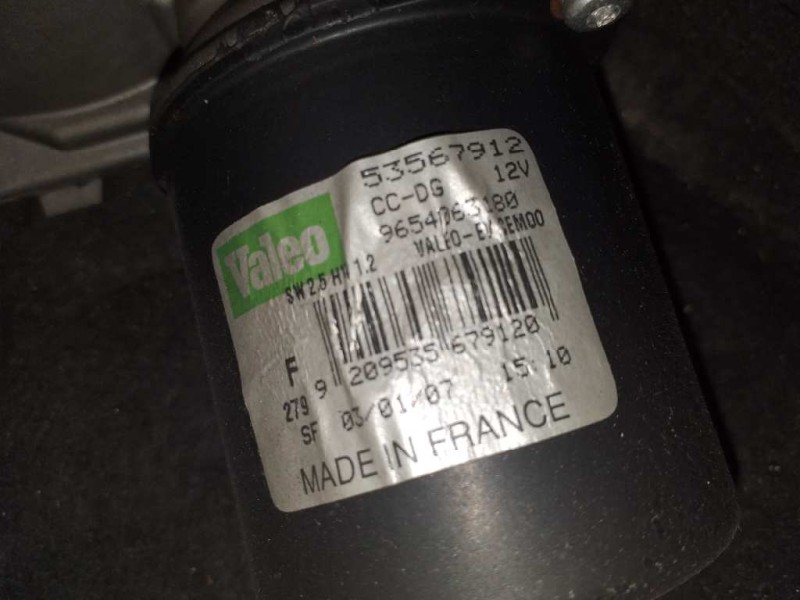 53567912
CC-DG 12V
9654063180
Valeo
SW 2.5 HW 1.2
F
9 209535 679120
279
SF 03/01/07 15:10
MADE IN FRANCE